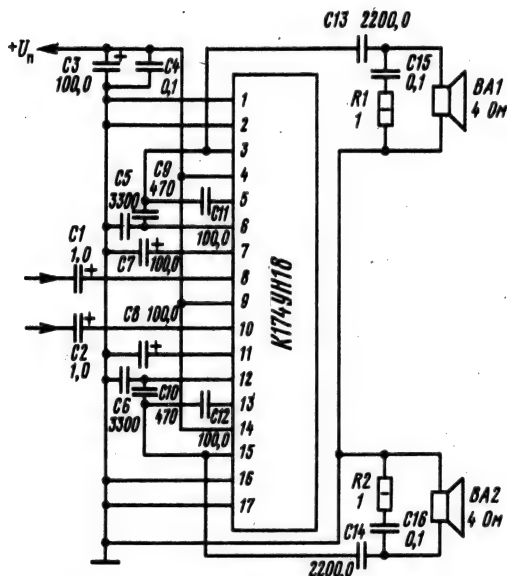 C13 2200,0
+Uп
C3
100,0
+
C4
0,1
C15
0,1
R1
1
BA1
4 Ом
1
2
3
4
5
6
7
8
9
10
11
12
13
14
15
16
17
К174УН18
C5
3300
C9
470
C11
100,0
C7
+
100,0
C1
1,0
+
C8 100,0
+
C2
1,0
+
C6
3300
C10
470
C12
100,0
R2
1
C14
2200,0
C16
0,1
BA2
4 Ом